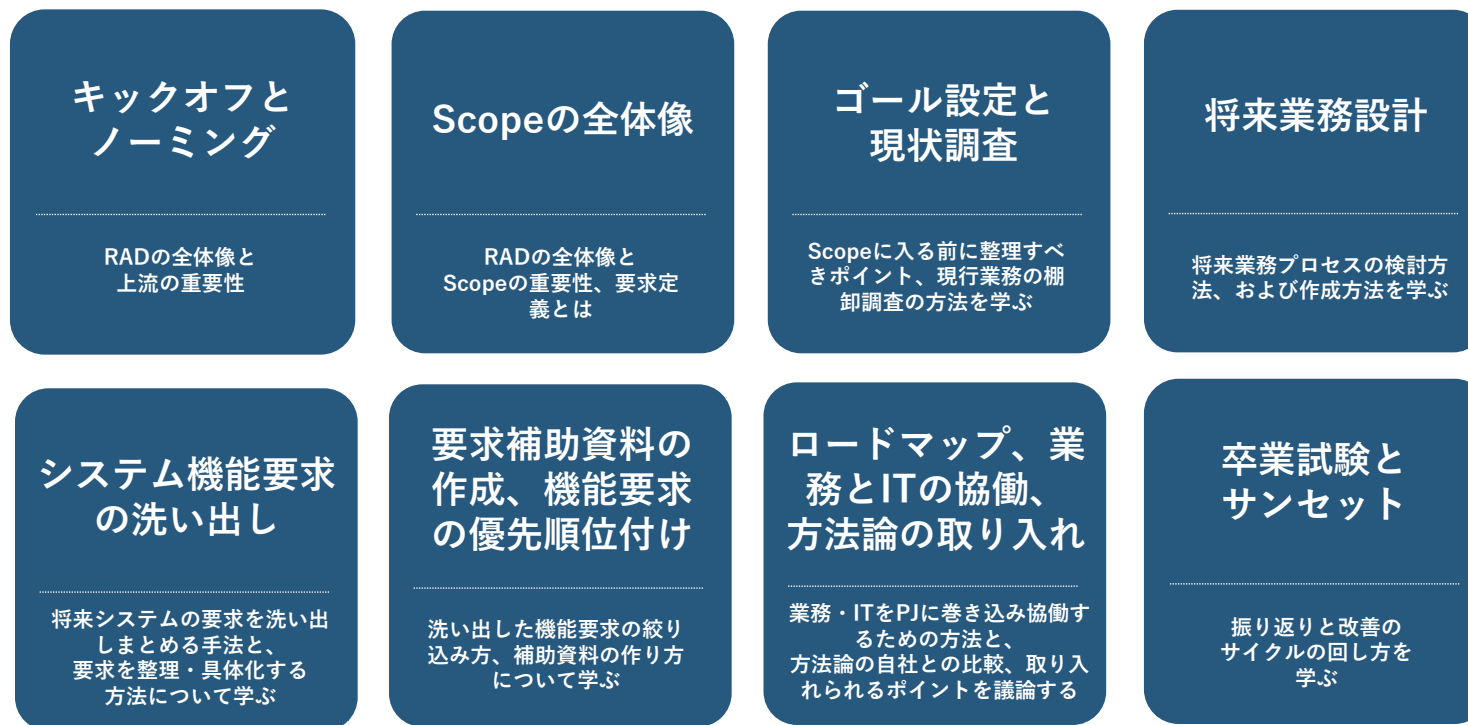 キックオフと
ノーミング
RADの全体像と
上流の重要性
Scopeの全体像
RADの全体像と
Scopeの重要性、要求定
義とは
ゴール設定と
現状調査
Scopeに入る前に整理すべ
きポイント、現行業務の棚
卸調査の方法を学ぶ
将来業務設計
将来業務プロセスの検討方
法、および作成方法を学ぶ
システム機能要求
の洗い出し
将来システムの要求を洗い出
しまとめる手法と、
要求を整理・具体化する
方法について学ぶ
要求補助資料の
作成、機能要求
の優先順位付け
洗い出した機能要求の絞り
込み方、補助資料の作り方
について学ぶ
ロードマップ、業
務とITの協働、
方法論の取り入れ
業務・ITをPJに巻き込み協働す
るための方法と、
方法論の自社との比較、取り入
れられるポイントを議論する
卒業試験と
サンセット
振り返りと改善の
サイクルの回し方を
学ぶ